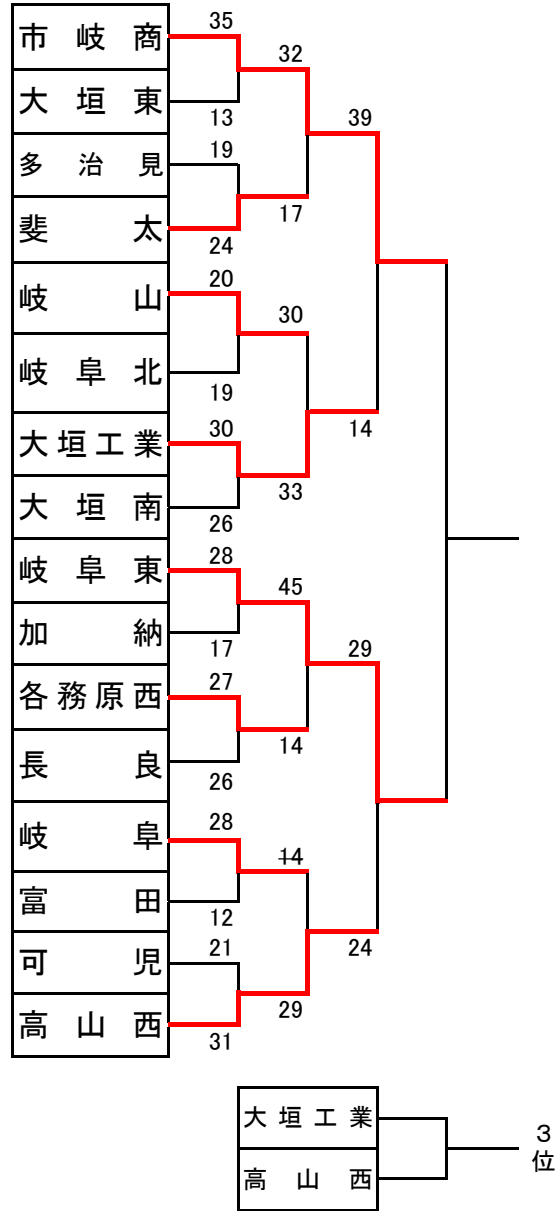 市岐商 35
32
大垣東 13
39
多治見 19
17
斐太 24
岐山 20
30
岐阜北 19
14
大垣工業 30
33
大垣南 26
岐阜東 28
45
加納 17
29
各務原西 27
14
長良 26
岐阜 28
14
富田 12
24
可児 21
29
高山西 31
大垣工業
3位
高山西